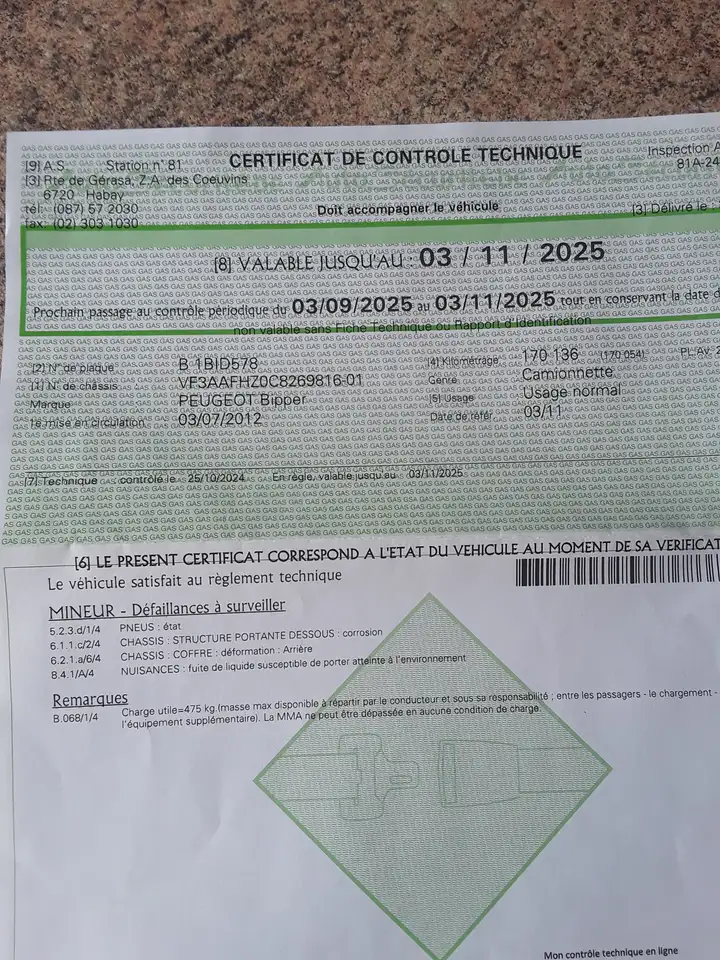 [9] A.S. Station n° 81 CERTIFICAT DE CONTROLE TECHNIQUE Inspection A
[3] Rte de Gérasa, Z.A. des Coeuvins 81A-24
6720 Habay
tél: (087) 57 2030 Doit accompagner le véhicule [3] Délivré le
fax: (02) 303 1030
[8] VALABLE JUSQU'AU : 03 / 11 / 2025
Prochain passage au contrôle périodique du 03/09/2025 au 03/11/2025 tout en conservant la date d
non valable sans Fiche Technique ou Rapport d'Identification
[2] N° de plaque B 1BID578 [4] Kilométrage 170 136 (170 054) PL-AV.
[1] N° de chassis VF3AAFHZ0C8269816-01 Genre Camionnette
Marque PEUGEOT Bipper [5] Usage Usage normal
1e mise en circulation 03/07/2012 Date de réfer. 03/11
[7] Technique contrôlé le : 25/10/2024 En règle, valable jusqu au : 03/11/2025
[6] LE PRESENT CERTIFICAT CORRESPOND A L'ETAT DU VEHICULE AU MOMENT DE SA VERIFICAT
Le véhicule satisfait au règlement technique
MINEUR - Défaillances à surveiller
5.2.3.d/1/4 PNEUS : état
6.1.1.c/2/4 CHASSIS : STRUCTURE PORTANTE DESSOUS : corrosion
6.2.1.a/6/4 CHASSIS : COFFRE : déformation : Arrière
8.4.1/A/4 NUISANCES : fuite de liquide susceptible de porter atteinte à l'environnement
Remarques
B.068/1/4 Charge utile=475 kg.(masse max disponible à répartir par le conducteur et sous sa responsabilité ; entre les passagers - le chargement -
l'équipement supplémentaire). La MMA ne peut être dépassée en aucune condition de charge.
Mon contrôle technique en ligne